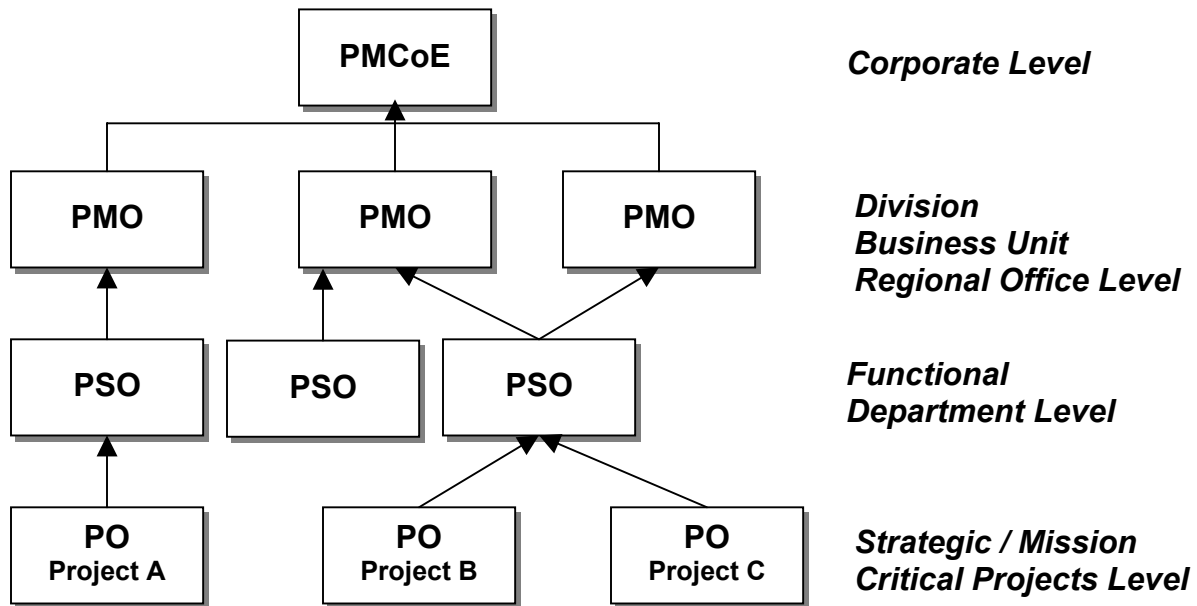 PMCoE
Corporate Level
PMO
PMO
PMO
Division
Business Unit
Regional Office Level
PSO
PSO
PSO
Functional
Department Level
PO
Project A
PO
Project B
PO
Project C
Strategic / Mission
Critical Projects Level